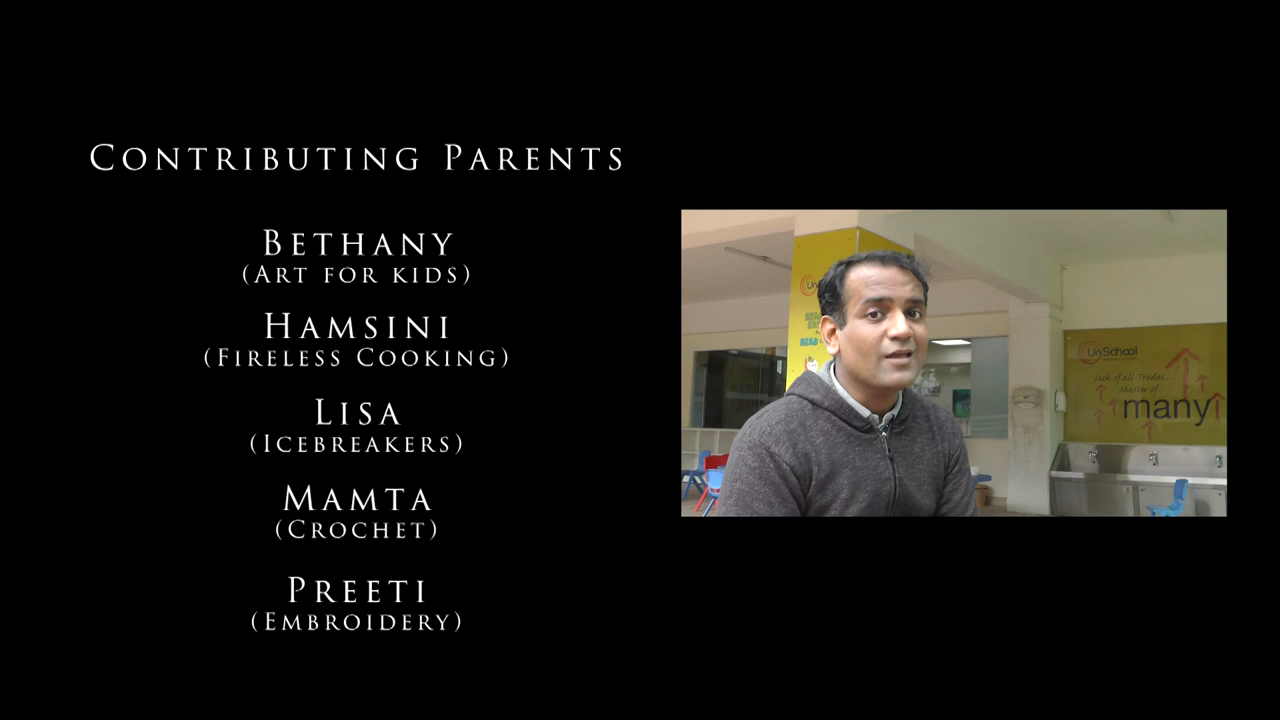 Contributing Parents
Bethany
(Art for kids)
Hamsini
(Fireless Cooking)
Lisa
(Icebreakers)
Mamta
(Crochet)
Preeti
(Embroidery)
UnSchool
Jack of all Trades...
Master of
many